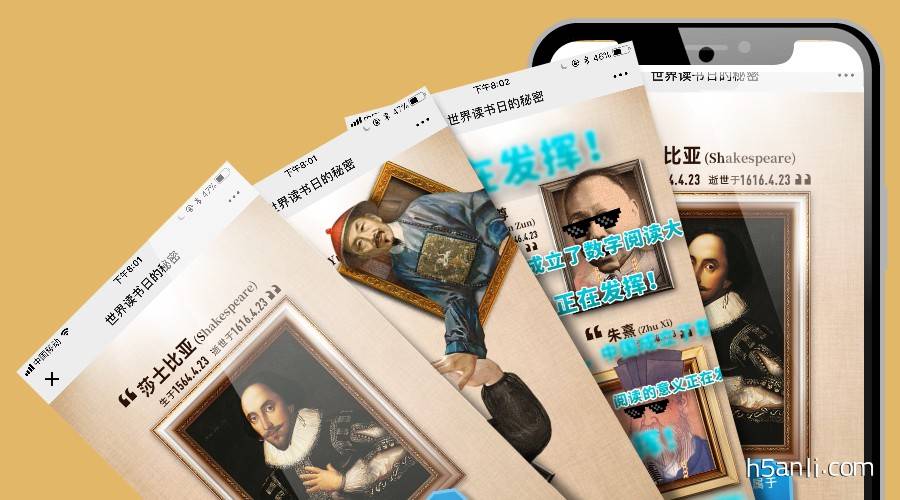 中国移动
下午8:01
47%
世界读书日的秘密
莎士比亚(Shakespeare)
生于1564.4.23 逝世于1616.4.23
下午8:01
47%
世界读书日的秘密
下午8:02
46%
世界读书日的秘密
在发挥!
成立了数字阅读大
正在发挥!
朱熹(Zhu Xi)
阅读的意义正在发
世界读书日的秘密
比亚(Shakespeare)
4.4.23 逝世于1616.4.23
h5anli.com